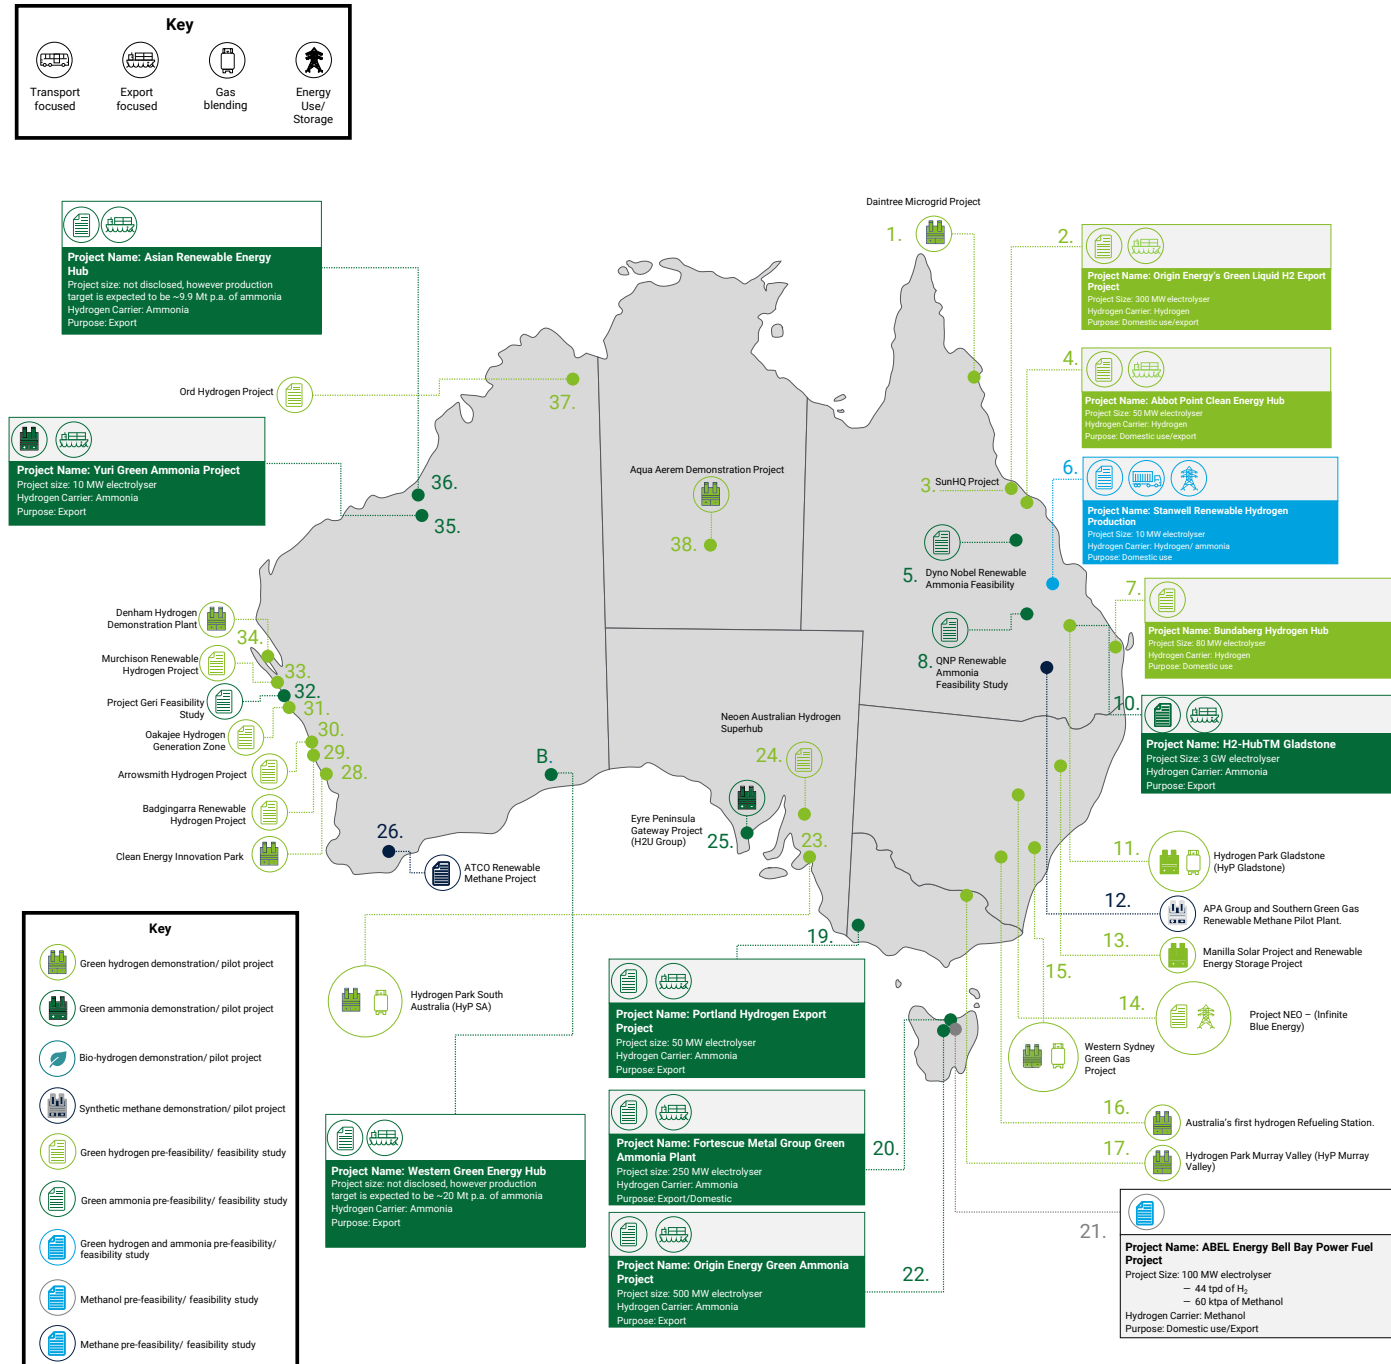 Key
Transport
focused
Export
focused
Gas
blending
Energy
Use/
Storage
Daintree Microgrid Project
1.
2.
Project Name: Origin Energy's Green Liquid H2 Export
Project
Project Size: 300 MW electrolyser
Hydrogen Carrier: Hydrogen
Purpose: Domestic use/export
Project Name: Asian Renewable Energy
Hub
Project size: not disclosed, however production
target is expected to be ~9.9 Mt p.a. of ammonia
Hydrogen Carrier: Ammonia
Purpose: Export
4.
Project Name: Abbot Point Clean Energy Hub
Project Size: 50 MW electrolyser
Hydrogen Carrier: Hydrogen
Purpose: Domestic use/export
Ord Hydrogen Project
37.
Project Name: Yuri Green Ammonia Project
Project size: 10 MW electrolyser
Hydrogen Carrier: Ammonia
Purpose: Export
36.
35.
Aqua Aerem Demonstration Project
38.
3.
SunHQ Project
6.
Project Name: Stanwell Renewable Hydrogen
Production
Project Size: 10 MW electrolyser
Hydrogen Carrier: Hydrogen/ ammonia
Purpose: Domestic use
5.
Dyno Nobel Renewable
Ammonia Feasibility
7.
Project Name: Bundaberg Hydrogen Hub
Project Size: 80 MW electrolyser
Hydrogen Carrier: Hydrogen
Purpose: Domestic use
8.
QNP Renewable
Ammonia
Feasibility Study
10.
Project Name: H2-HubTM Gladstone
Project Size: 3 GW electrolyser
Hydrogen Carrier: Ammonia
Purpose: Export
Denham Hydrogen
Demonstration Plant
34.
Murchison Renewable
Hydrogen Project
33.
Project Geri Feasibility
Study
32.
31.
Oakajee Hydrogen
Generation Zone
30.
29.
28.
Arrowsmith Hydrogen Project
Badgingarra Renewable
Hydrogen Project
Clean Energy Innovation Park
B.
26.
ATCO Renewable
Methane Project
Neoen Australian Hydrogen
Superhub
24.
Eyre Peninsula
Gateway Project
(H2U Group)
25.
23.
11.
Hydrogen Park Gladstone
(HyP Gladstone)
12.
APA Group and Southern Green Gas
Renewable Methane Pilot Plant.
13.
Manilla Solar Project and Renewable
Energy Storage Project
14.
Project NEO – (Infinite
Blue Energy)
15.
Western Sydney
Green Gas
Project
16.
Australia's first hydrogen Refueling Station.
17.
Hydrogen Park Murray Valley (HyP Murray
Valley)
Hydrogen Park South
Australia (HyP SA)
19.
Project Name: Portland Hydrogen Export
Project
Project size: 50 MW electrolyser
Hydrogen Carrier: Ammonia
Purpose: Export
20.
Project Name: Fortescue Metal Group Green
Ammonia Plant
Project size: 250 MW electrolyser
Hydrogen Carrier: Ammonia
Purpose: Export/Domestic
22.
Project Name: Origin Energy Green Ammonia
Project
Project size: 500 MW electrolyser
Hydrogen Carrier: Ammonia
Purpose: Export
Project Name: Western Green Energy Hub
Project size: not disclosed, however production
target is expected to be ~20 Mt p.a. of ammonia
Hydrogen Carrier: Ammonia
Purpose: Export
21.
Project Name: ABEL Energy Bell Bay Power Fuel
Project
Project Size: 100 MW electrolyser
– 44 tpd of H2
– 60 ktpa of Methanol
Hydrogen Carrier: Methanol
Purpose: Domestic use/Export
Key
Green hydrogen demonstration/ pilot project
Green ammonia demonstration/ pilot project
Bio-hydrogen demonstration/ pilot project
Synthetic methane demonstration/ pilot project
Green hydrogen pre-feasibility/ feasibility study
Green ammonia pre-feasibility/ feasibility study
Green hydrogen and ammonia pre-feasibility/
feasibility study
Methanol pre-feasibility/ feasibility study
Methane pre-feasibility/ feasibility study